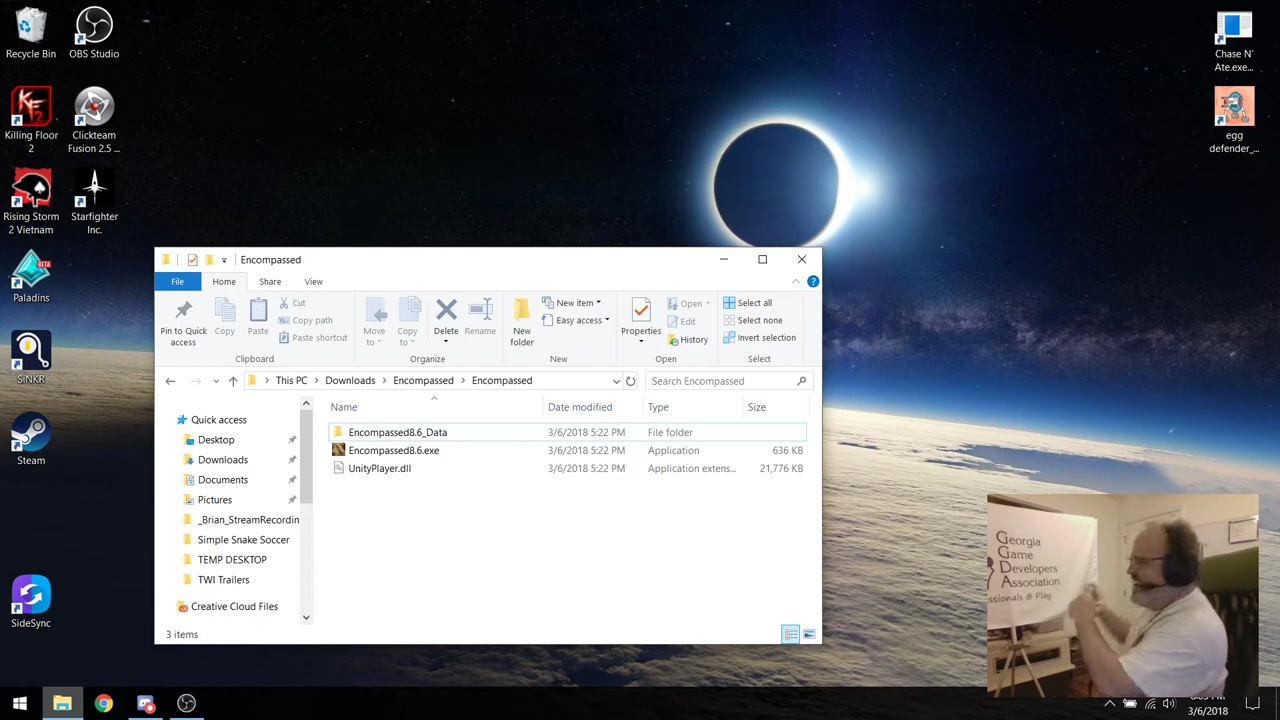 Recycle Bin
OBS Studio
Killing Floor
2
Clickteam
Fusion 2.5 ...
Rising Storm
2 Vietnam
Starfighter
Inc.
BETA
Paladins
SiNKR
Steam
SideSync
Chase N'
Ate.exe...
egg
defender_...
Encompassed
File
Home
Share
View
Pin to Quick
access
Copy
Paste
Cut
Copy path
Paste shortcut
Clipboard
Move
to
Copy
to
Delete
Rename
Organize
New
folder
New item
Easy access
New
Properties
Open
Edit
History
Open
Select all
Select none
Invert selection
Select
This PC
Downloads
Encompassed
Encompassed
Search Encompassed
Name
Date modified
Type
Size
Encompassed8.6_Data 3/6/2018 5:22 PM File folder
Encompassed8.6.exe 3/6/2018 5:22 PM Application 636 KB
UnityPlayer.dll 3/6/2018 5:22 PM Application extens... 21,776 KB
Quick access
Desktop
Downloads
Documents
Pictures
_Brian_StreamRecordin
Simple Snake Soccer
TEMP DESKTOP
TWI Trailers
Creative Cloud Files
3 items
Georgia
Game
Developers
Association
ssionals @ Play
3/6/2018